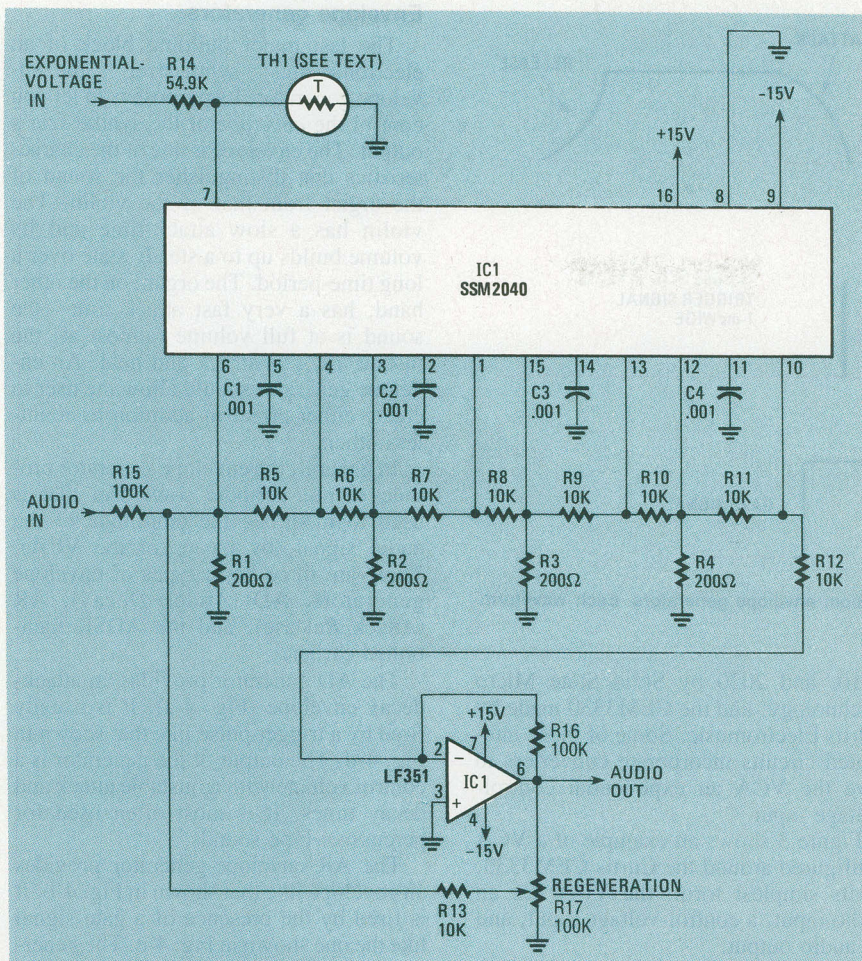 EXPONENTIAL-
VOLTAGE
IN
R14
54.9K
TH1 (SEE TEXT)
T
-15V
+15V
7
16
8
9
IC1
SSM2040
6
5
4
3
2
1
15
14
13
12
11
10
C1
.001
C2
.001
C3
.001
C4
.001
AUDIO
IN
R15
100K
R5
10K
R6
10K
R7
10K
R8
10K
R9
10K
R10
10K
R11
10K
R1
200Ω
R2
200Ω
R3
200Ω
R4
200Ω
R12
10K
+15V
R16
100K
2
7
LF351
IC1
6
AUDIO
OUT
3
4
-15V
R13
10K
REGENERATION
R17
100K